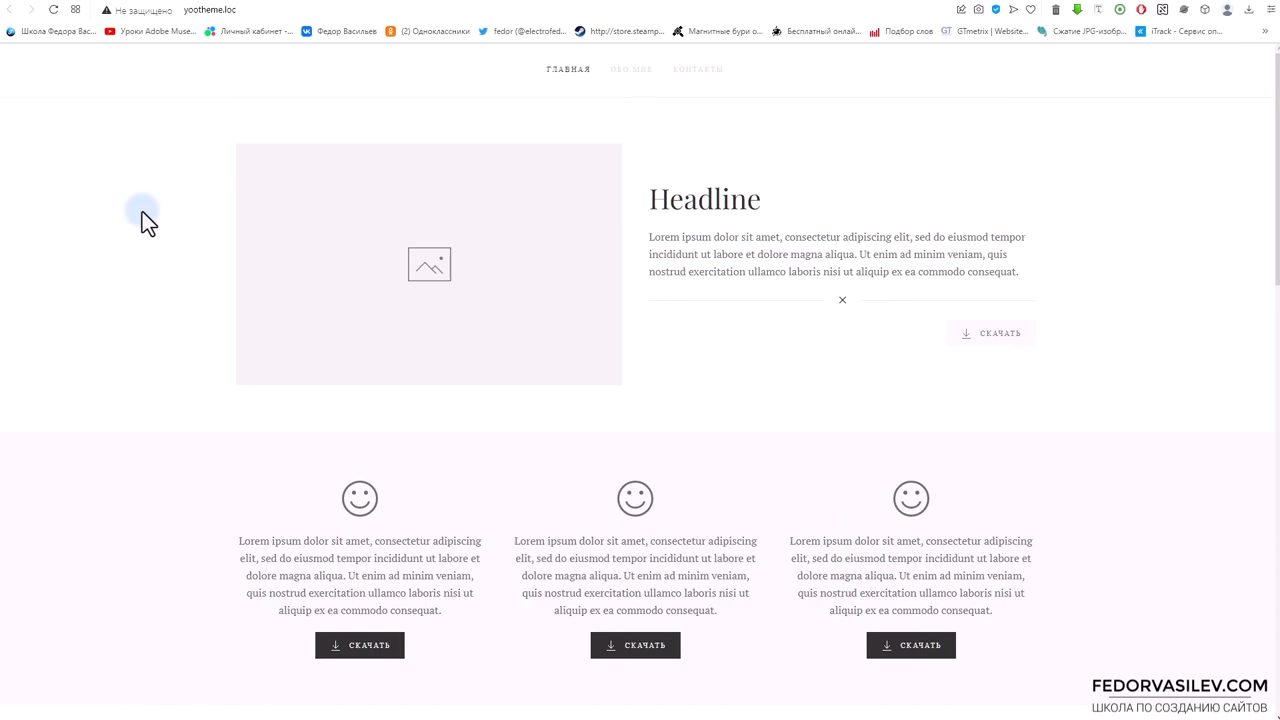 Не защищено yootheme.loc
Школа Федора Вас...
Уроки Adobe Muse...
Личный кабинет -...
Федор Васильев
(2) Одноклассники
fedor (@electrofed...
http://store.steamp...
Магнитные бури о...
Бесплатный онлай...
Подбор слов
GT GTmetrix | Website...
Сжатие JPG-изобр...
iTrack - Сервис оп...
»
ГЛАВНАЯ ОБО МНЕ КОНТАКТЫ
Headline
Lorem ipsum dolor sit amet, consectetur adipiscing elit, sed do eiusmod tempor
incididunt ut labore et dolore magna aliqua. Ut enim ad minim veniam, quis
nostrud exercitation ullamco laboris nisi ut aliquip ex ea commodo consequat.
СКАЧАТЬ
Lorem ipsum dolor sit amet, consectetur adipiscing
elit, sed do eiusmod tempor incididunt ut labore et
dolore magna aliqua. Ut enim ad minim veniam,
quis nostrud exercitation ullamco laboris nisi ut
aliquip ex ea commodo consequat.
СКАЧАТЬ
Lorem ipsum dolor sit amet, consectetur adipiscing
elit, sed do eiusmod tempor incididunt ut labore et
dolore magna aliqua. Ut enim ad minim veniam,
quis nostrud exercitation ullamco laboris nisi ut
aliquip ex ea commodo consequat.
СКАЧАТЬ
Lorem ipsum dolor sit amet, consectetur adipiscing
elit, sed do eiusmod tempor incididunt ut labore et
dolore magna aliqua. Ut enim ad minim veniam,
quis nostrud exercitation ullamco laboris nisi ut
aliquip ex ea commodo consequat.
СКАЧАТЬ
FEDORVASILEV.COM
ШКОЛА ПО СОЗДАНИЮ САЙТОВ